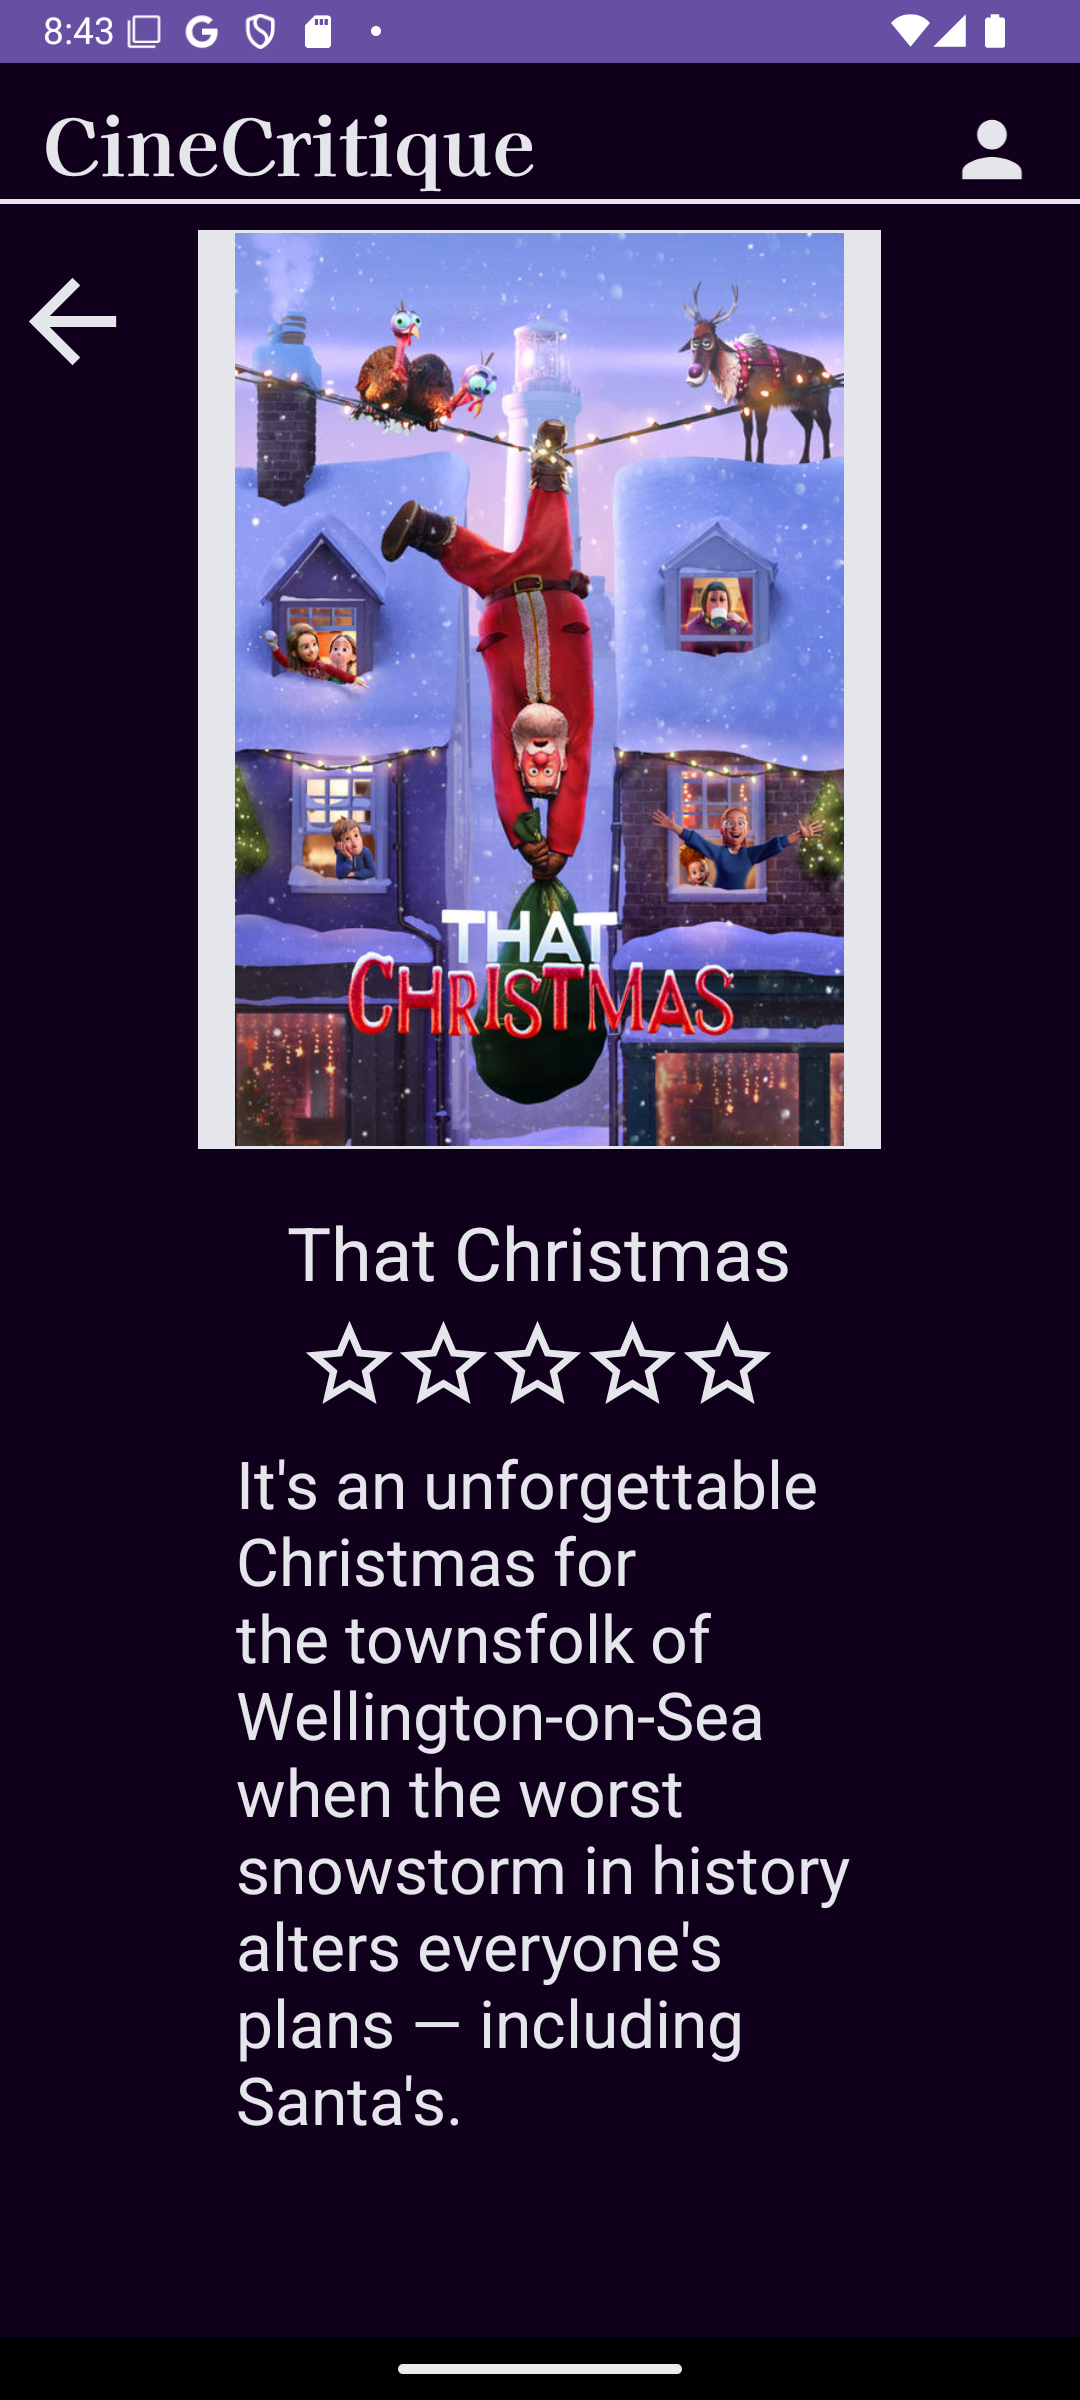 8:43
CineCritique
THAT
CHRISTMAS
That Christmas
It's an unforgettable
Christmas for
the townsfolk of
Wellington-on-Sea
when the worst
snowstorm in history
alters everyone's
plans — including
Santa's.